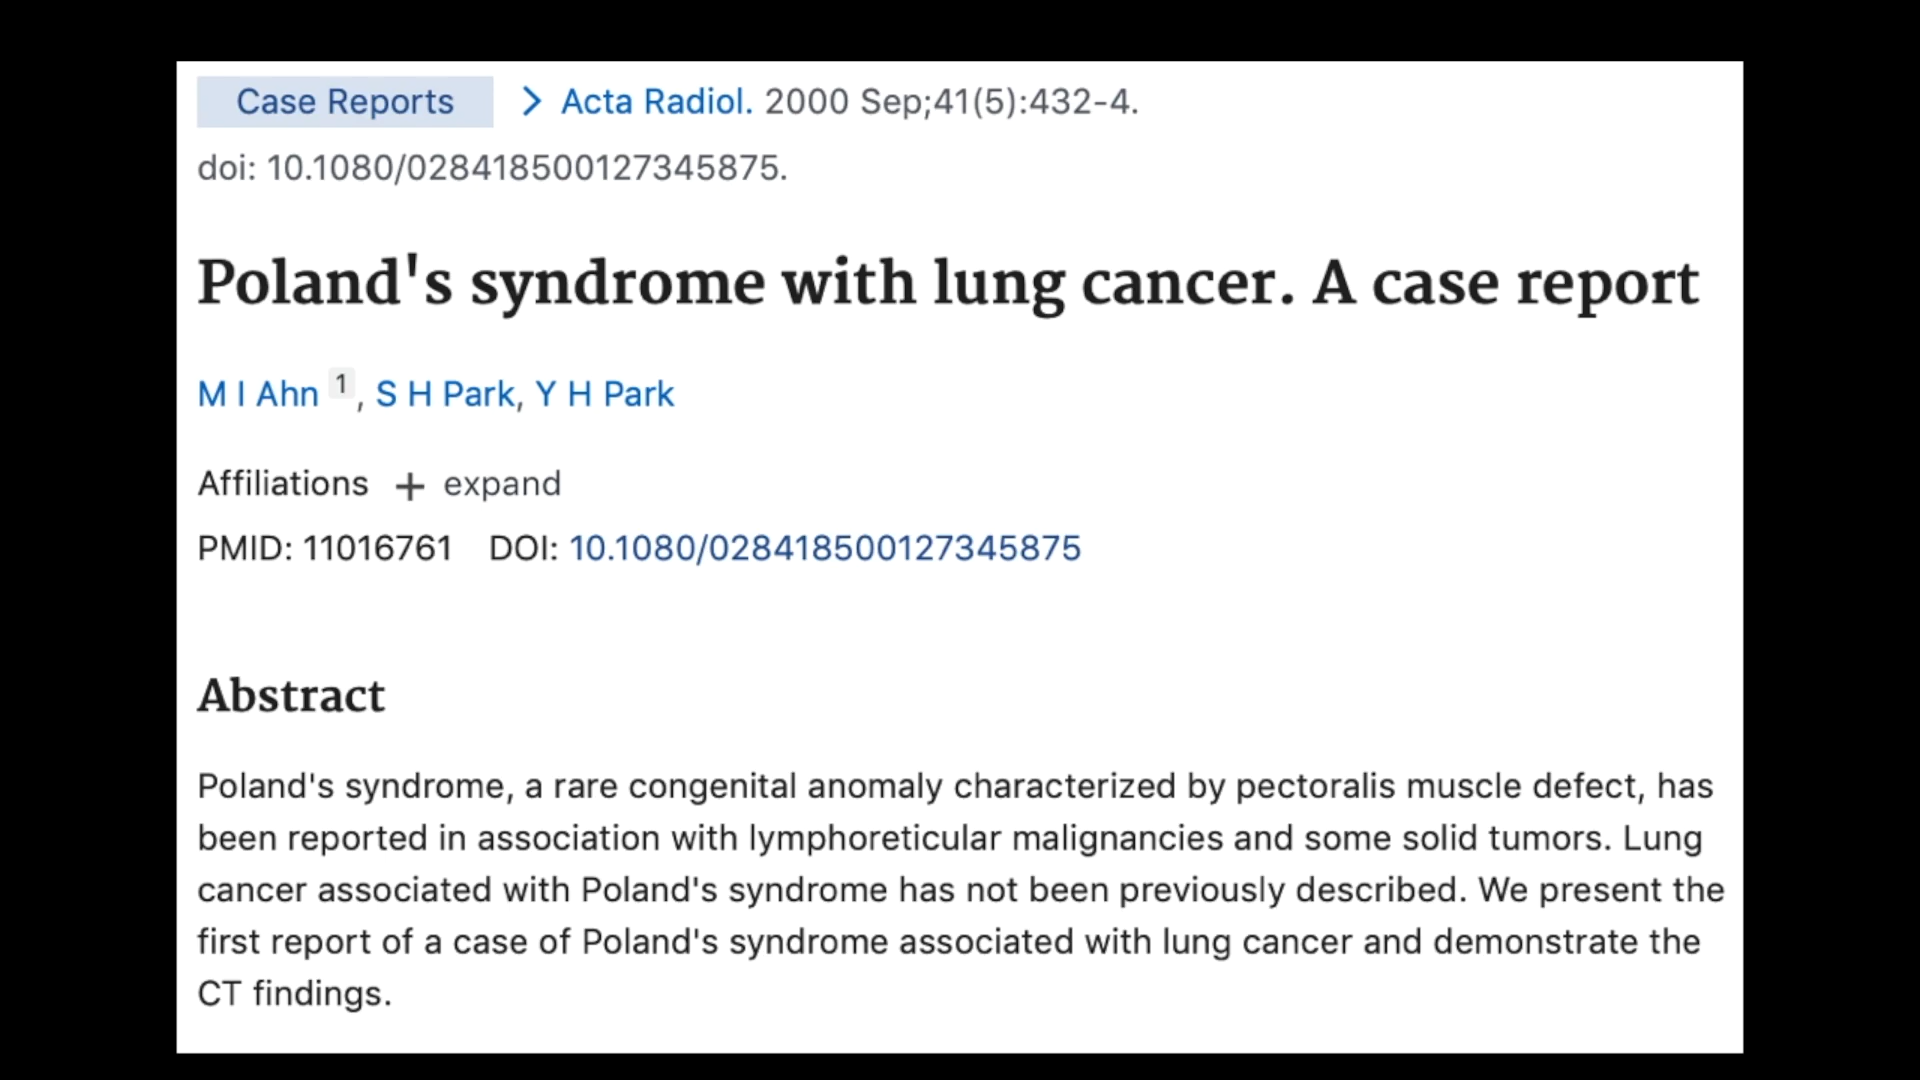 Case Reports > Acta Radiol. 2000 Sep;41(5):432-4.
doi: 10.1080/028418500127345875.
Poland's syndrome with lung cancer. A case report
M I Ahn 1, S H Park, Y H Park
Affiliations + expand
PMID: 11016761 DOI: 10.1080/028418500127345875
Abstract
Poland's syndrome, a rare congenital anomaly characterized by pectoralis muscle defect, has
been reported in association with lymphoreticular malignancies and some solid tumors. Lung
cancer associated with Poland's syndrome has not been previously described. We present the
first report of a case of Poland's syndrome associated with lung cancer and demonstrate the
CT findings.